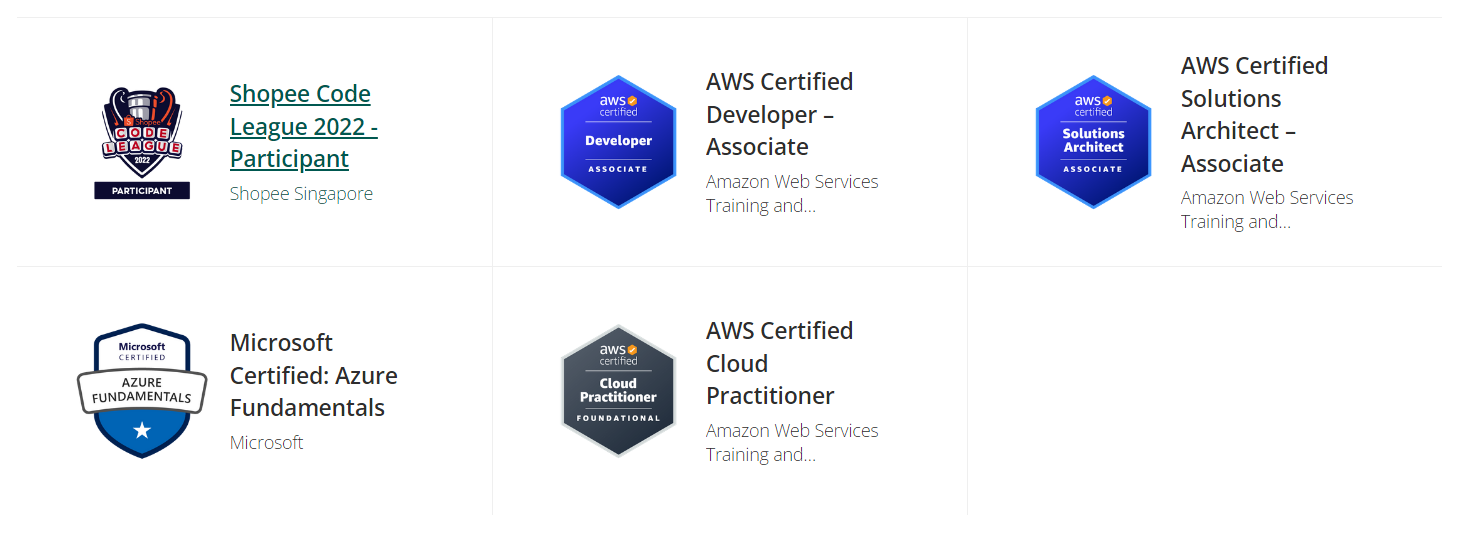 Shopee
CODE
LEAGUE
2022
PARTICIPANT
Shopee Code
League 2022 -
Participant
Shopee Singapore
aws
certified
Developer
ASSOCIATE
AWS Certified
Developer –
Associate
Amazon Web Services
Training and...
aws
certified
Solutions
Architect
ASSOCIATE
AWS Certified
Solutions
Architect –
Associate
Amazon Web Services
Training and...
Microsoft
CERTIFIED
AZURE
FUNDAMENTALS
Microsoft
Certified: Azure
Fundamentals
Microsoft
aws
certified
Cloud
Practitioner
FOUNDATIONAL
AWS Certified
Cloud
Practitioner
Amazon Web Services
Training and...